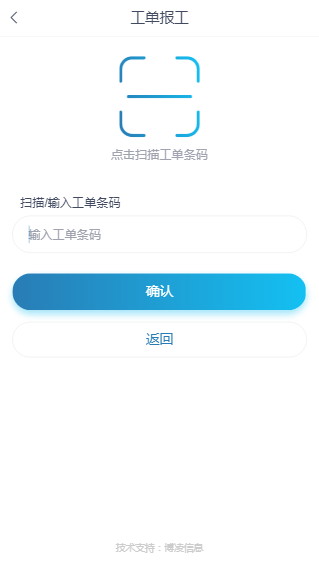 工单报工
点击扫描工单条码
扫描/输入工单条码
输入工单条码
确认
返回
技术支持：博凌信息